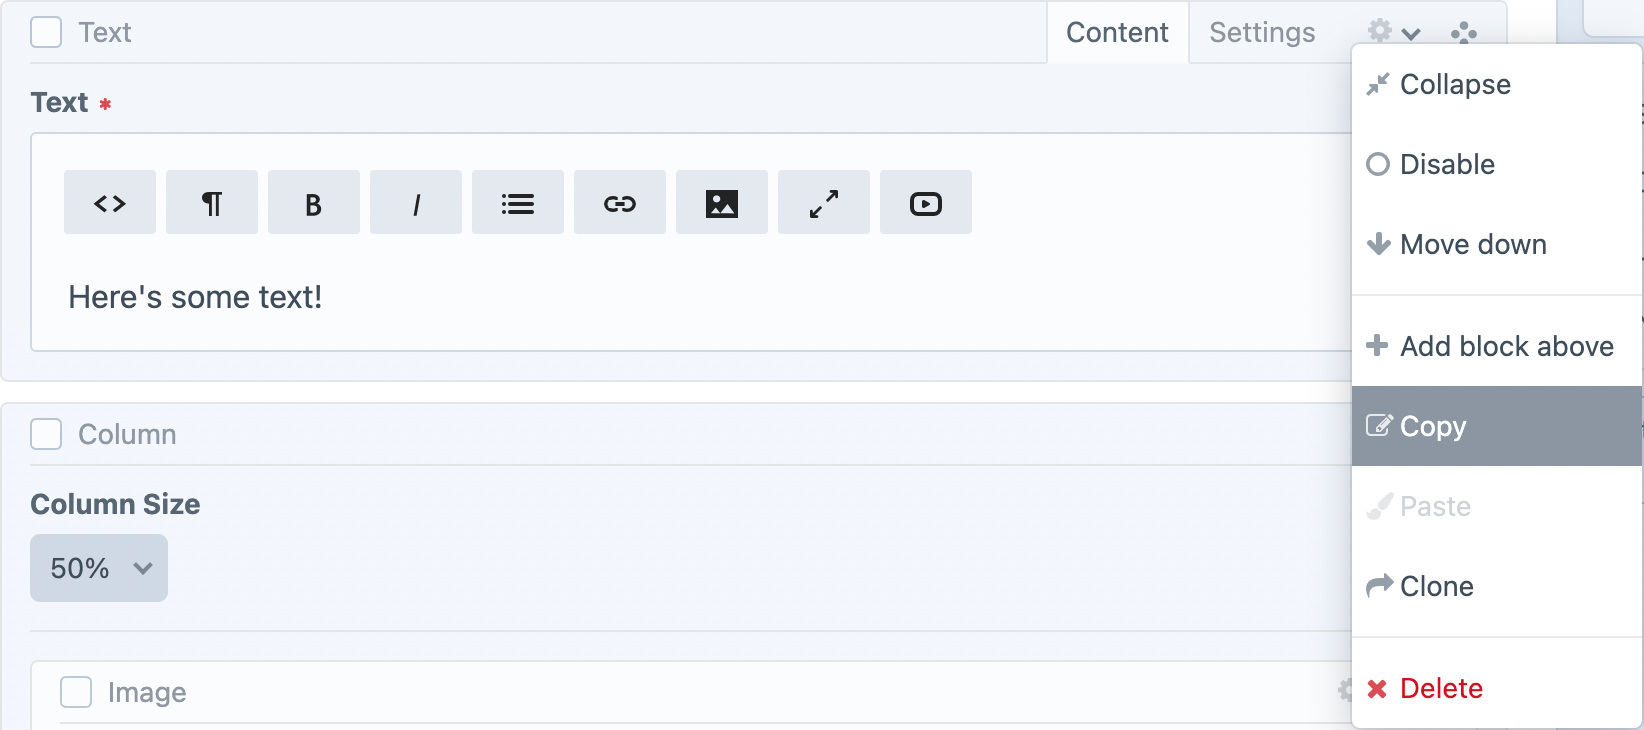 Text
Content
Settings
Text *
B
I
Here's some text!
Column
Column Size
50%
Image
Collapse
Disable
Move down
Add block above
Copy
Paste
Clone
Delete